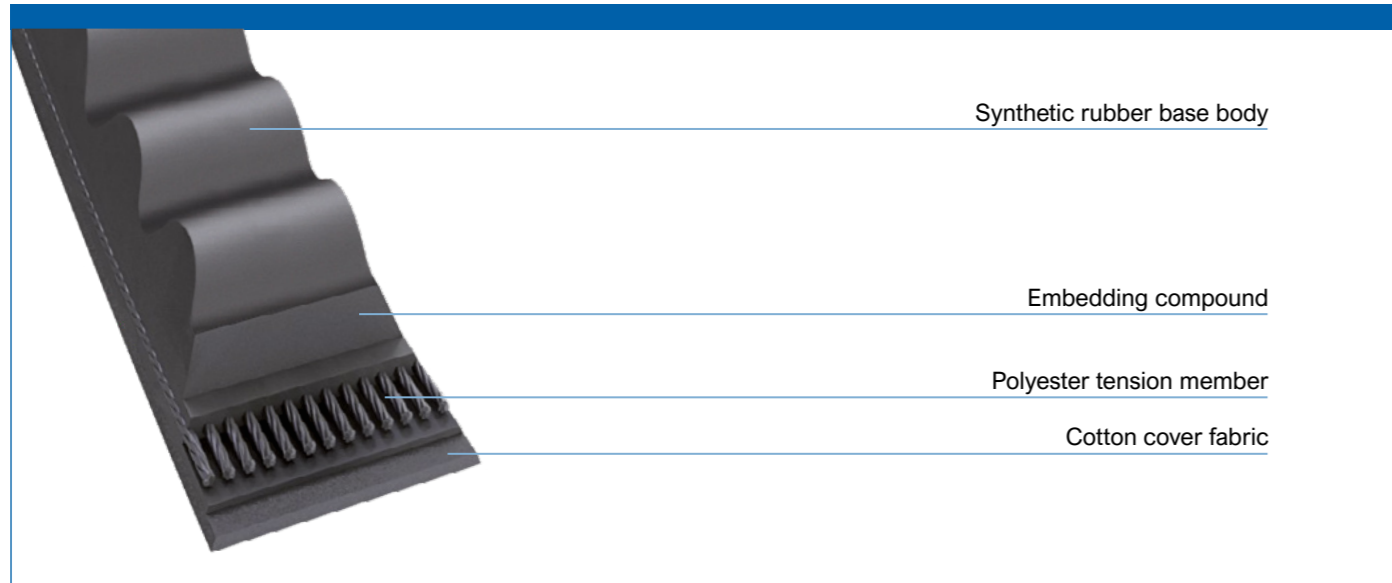 Synthetic rubber base body
Embedding compound
Polyester tension member
Cotton cover fabric